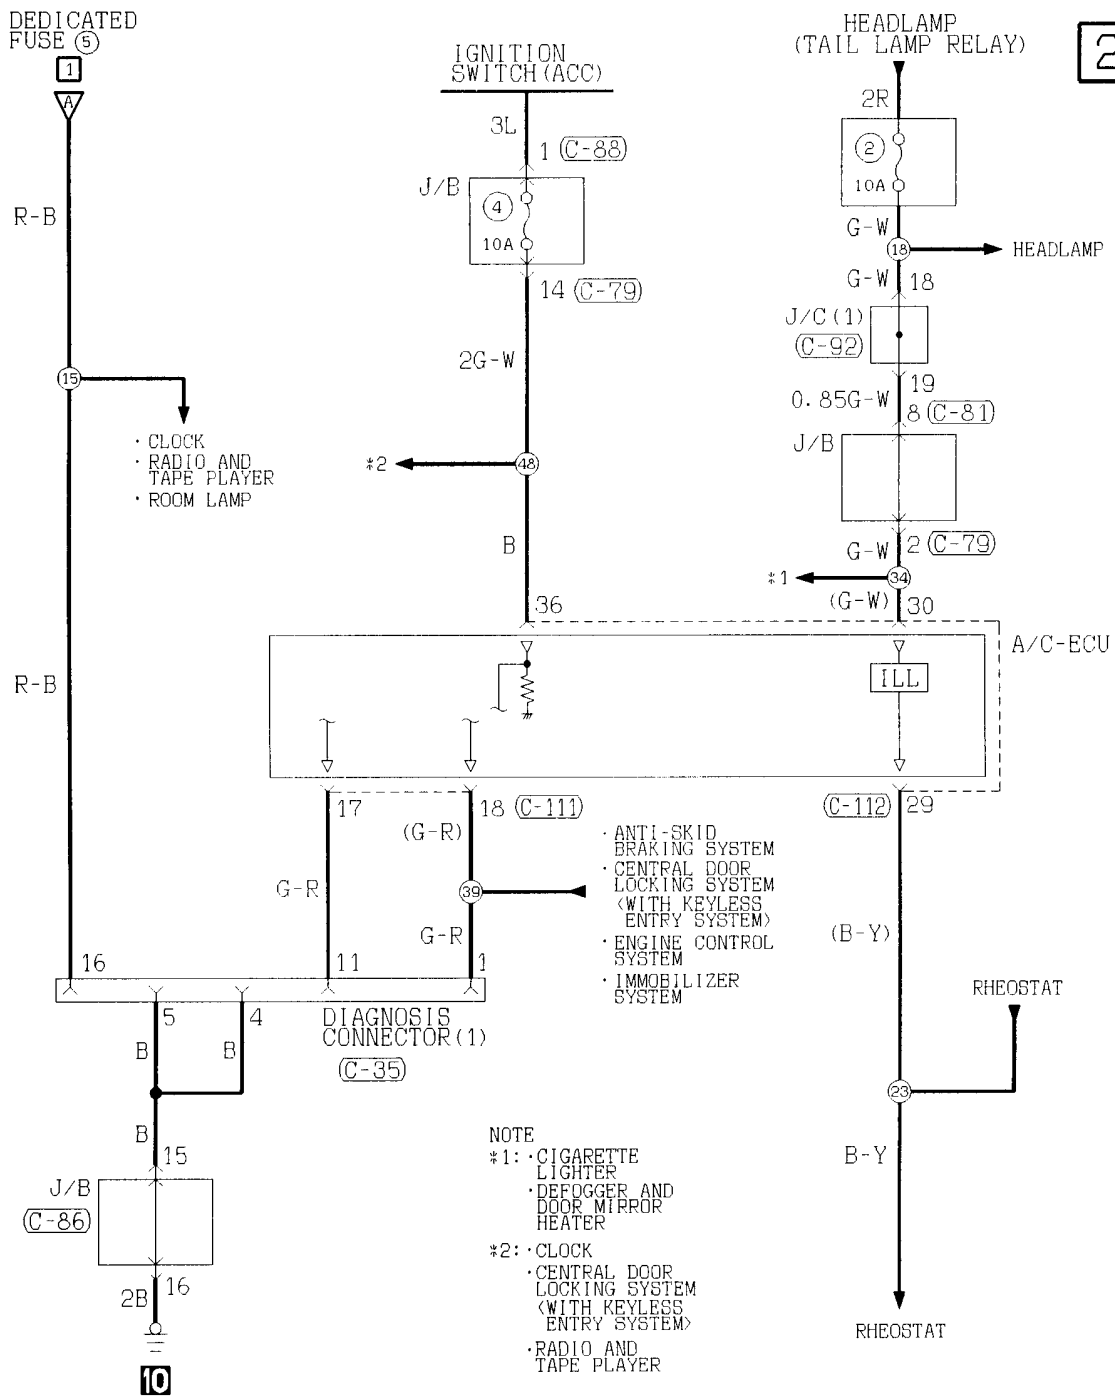 DEDICATED
FUSE ⑤
1
A
IGNITION
SWITCH(ACC)
HEADLAMP
(TAIL LAMP RELAY)
2
3L
2R
1 (C-88)
J/B
④
10A
②
10A
R-B
G-W
18
HEADLAMP
G-W 18
14 (C-79)
J/C(1)
(C-92)
2G-W
19
0.85G-W
8 (C-81)
15
· CLOCK
· RADIO AND
TAPE PLAYER
· ROOM LAMP
*2
48
J/B
B
G-W 2 (C-79)
*1
34
(G-W) 30
36
A/C-ECU
R-B
ILL
17
18 (C-111)
(C-112) 29
(G-R)
· ANTI-SKID
BRAKING SYSTEM
· CENTRAL DOOR
LOCKING SYSTEM
<WITH KEYLESS
ENTRY SYSTEM>
· ENGINE CONTROL
SYSTEM
· IMMOBILIZER
SYSTEM
G-R
39
G-R
(B-Y)
16
11
1
5
4
DIAGNOSIS
CONNECTOR(1)
(C-35)
B
B
RHEOSTAT
23
B
15
B-Y
J/B
(C-86)
16
2B
10
NOTE
*1: · CIGARETTE
LIGHTER
· DEFOGGER AND
DOOR MIRROR
HEATER
*2: · CLOCK
· CENTRAL DOOR
LOCKING SYSTEM
<WITH KEYLESS
ENTRY SYSTEM>
· RADIO AND
TAPE PLAYER
RHEOSTAT